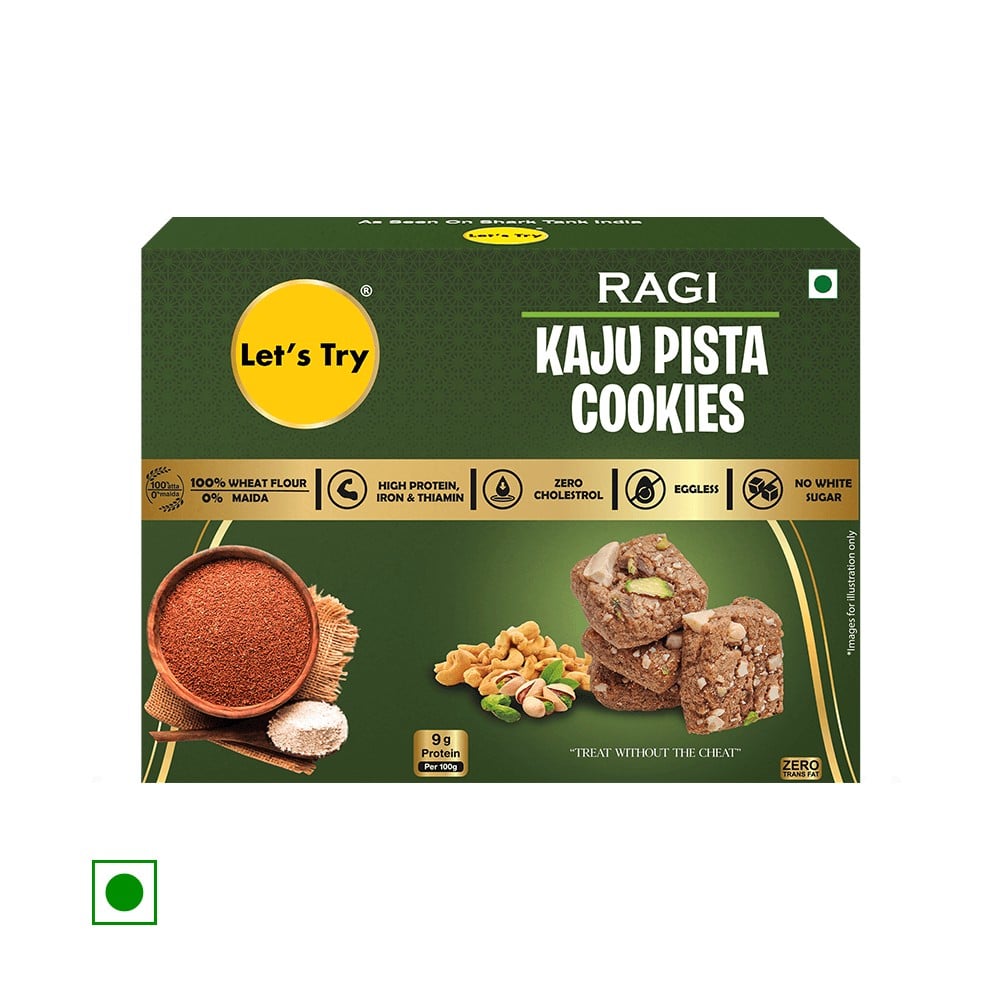 As Seen On Shark Tank India
Let's Try
Let's Try
®
RAGI
KAJU PISTA
COOKIES
100% atta
0% maida
100% WHEAT FLOUR
0% MAIDA
HIGH PROTEIN,
IRON & THIAMIN
ZERO
CHOLESTROL
EGGLESS
NO WHITE
SUGAR
*Images for illustration only
9 g
Protein
Per 100g
“TREAT WITHOUT THE CHEAT”
ZERO
TRANS FAT